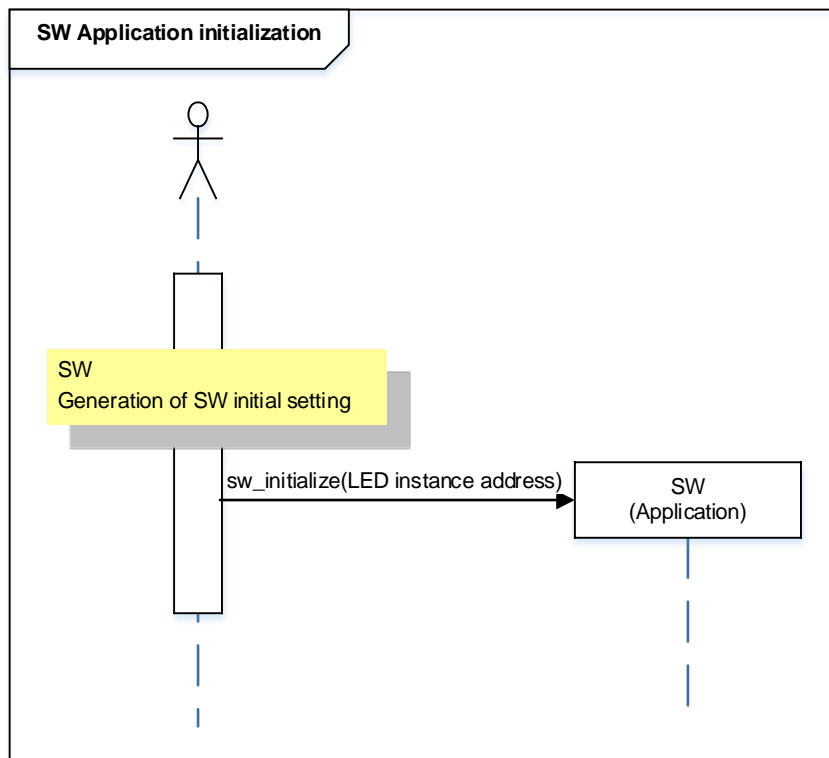 SW Application initialization
SW
Generation of SW initial setting
sw_initialize(LED instance address)
SW
(Application)